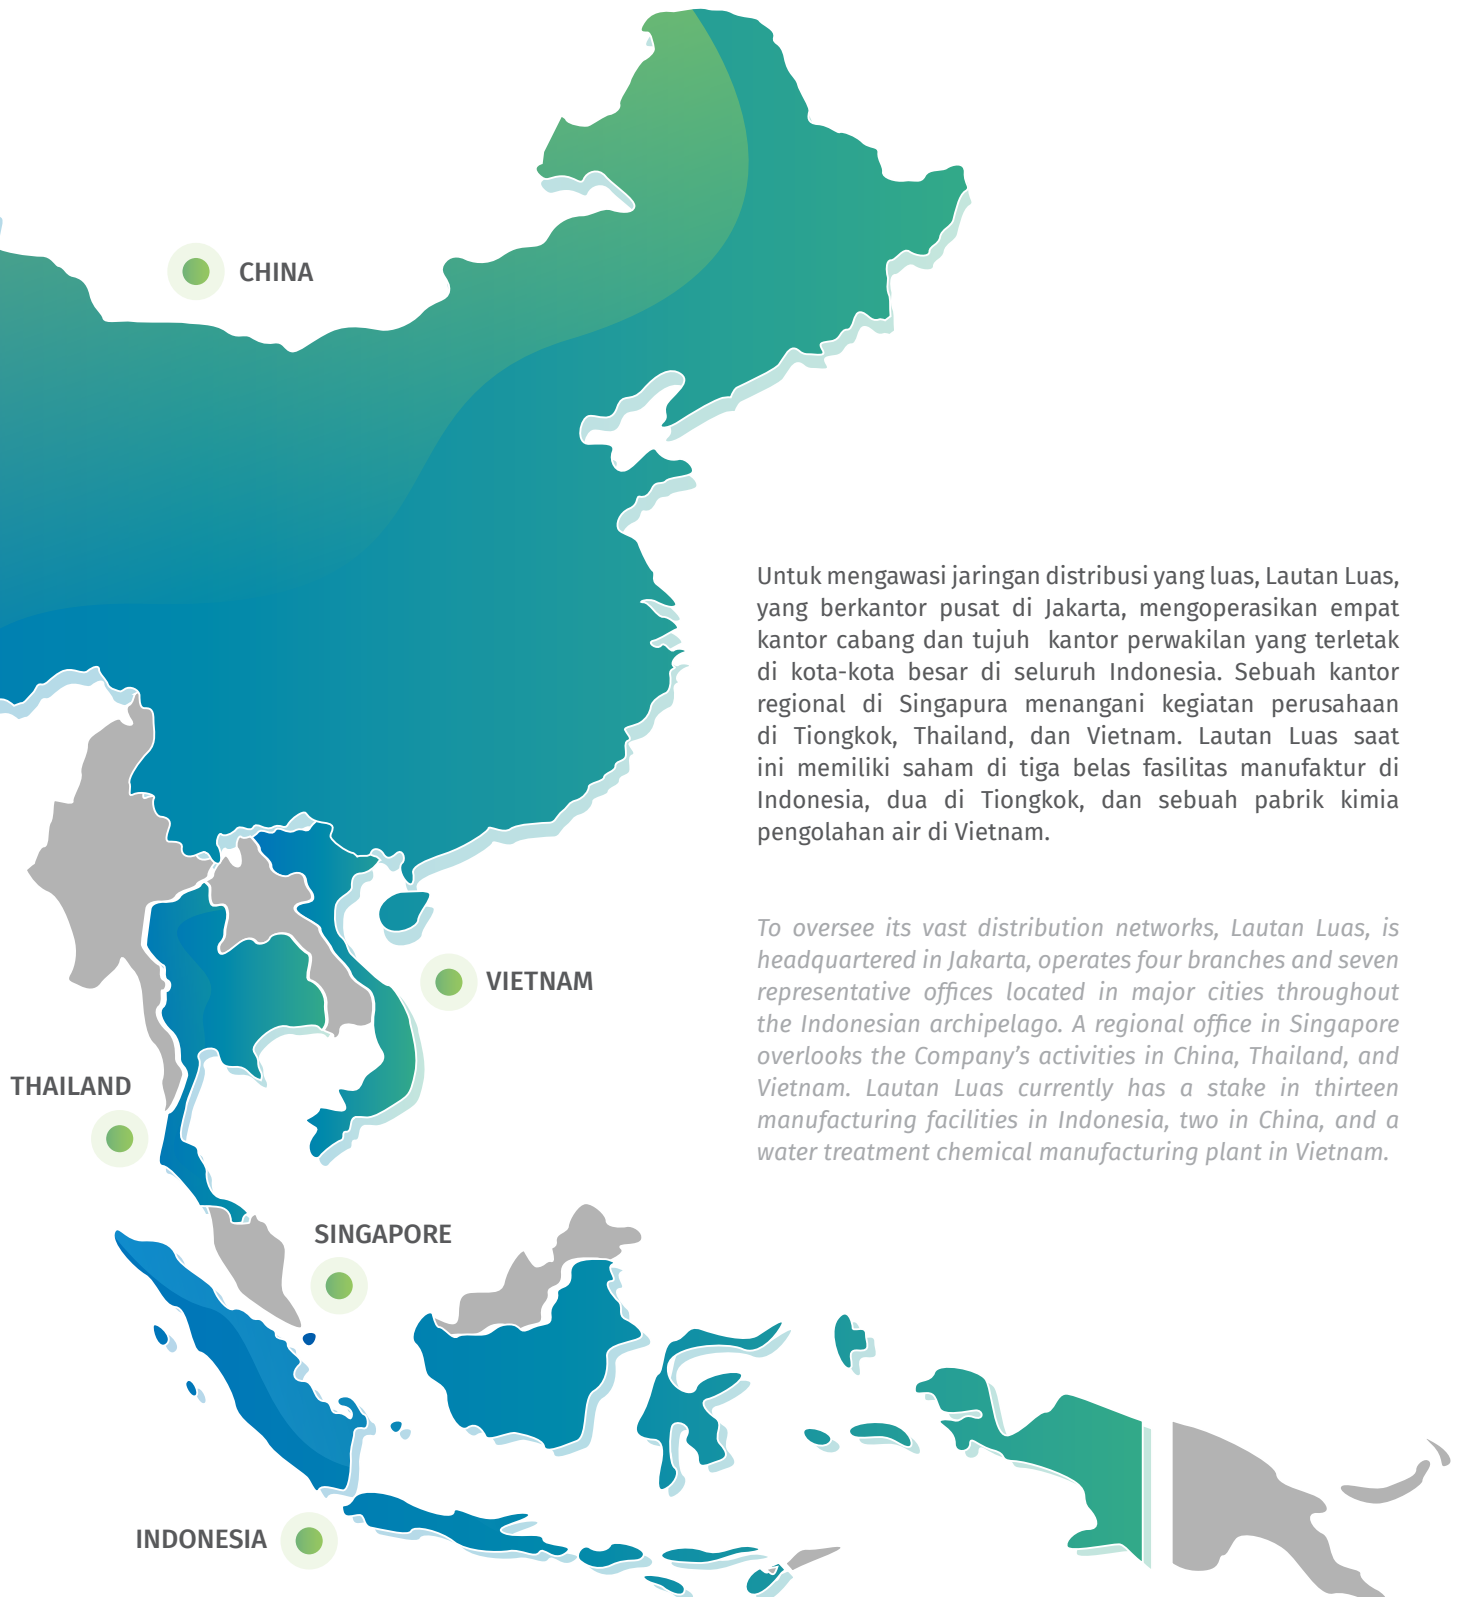 CHINA
Untuk mengawasi jaringan distribusi yang luas, Lautan Luas,
yang berkantor pusat di Jakarta, mengoperasikan empat
kantor cabang dan tujuh kantor perwakilan yang terletak
di kota-kota besar di seluruh Indonesia. Sebuah kantor
regional di Singapura menangani kegiatan perusahaan
di Tiongkok, Thailand, dan Vietnam. Lautan Luas saat
ini memiliki saham di tiga belas fasilitas manufaktur di
Indonesia, dua di Tiongkok, dan sebuah pabrik kimia
pengolahan air di Vietnam.
To oversee its vast distribution networks, Lautan Luas, is
headquartered in Jakarta, operates four branches and seven
representative offices located in major cities throughout
the Indonesian archipelago. A regional office in Singapore
overlooks the Company’s activities in China, Thailand, and
Vietnam. Lautan Luas currently has a stake in thirteen
manufacturing facilities in Indonesia, two in China, and a
water treatment chemical manufacturing plant in Vietnam.
VIETNAM
THAILAND
SINGAPORE
INDONESIA